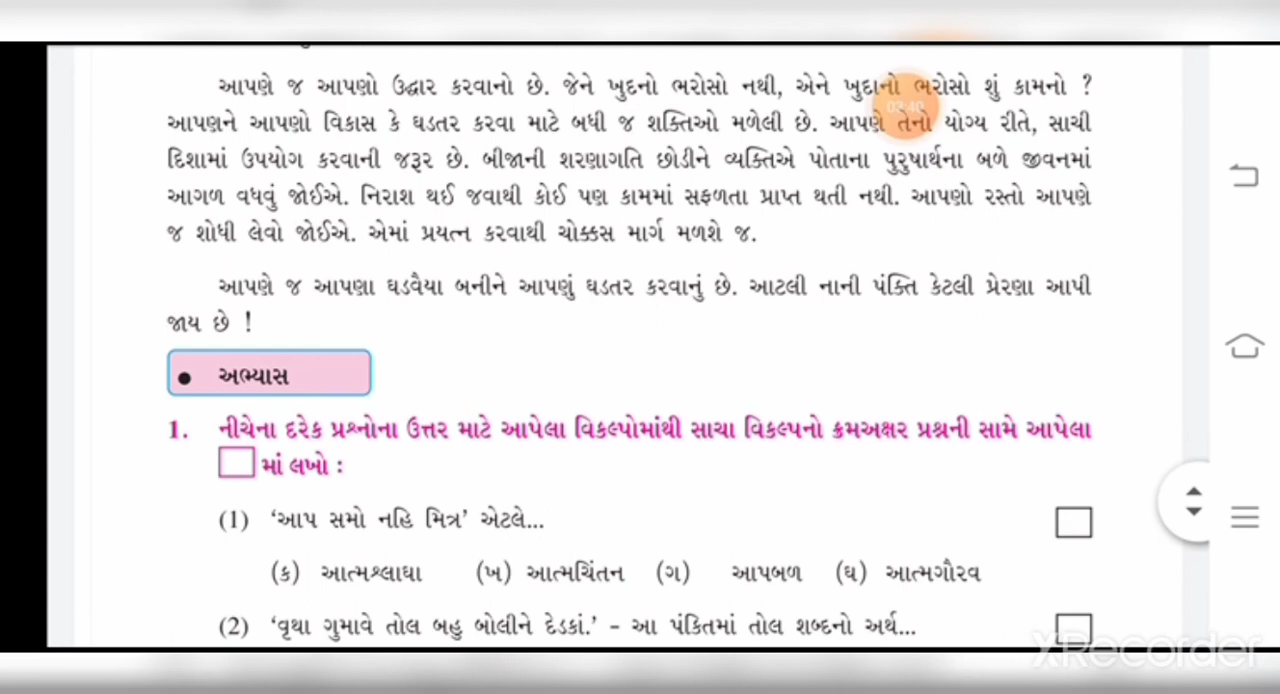 આપણે જ આપણો ઉદ્ધાર કરવાનો છે. જેને ખુદનો ભરોસો નથી, એને ખુદાનો ભરોસો શું કામનો ?
આપણને આપણો વિકાસ કે ઘડતર કરવા માટે બધી જ શક્તિઓ મળેલી છે. આપણે તેનો યોગ્ય રીતે, સાચી
દિશામાં ઉપયોગ કરવાની જરૂર છે. બીજાની શરણાગતિ છોડીને વ્યક્તિએ પોતાના પુરુષાર્થના બળે જીવનમાં
આગળ વધવું જોઈએ. નિરાશ થઈ જવાથી કોઈ પણ કામમાં સફળતા પ્રાપ્ત થતી નથી. આપણો રસ્તો આપણે
જ શોધી લેવો જોઈએ. એમાં પ્રયત્ન કરવાથી ચોક્કસ માર્ગ મળશે જ.
આપણે જ આપણા ઘડવૈયા બનીને આપણું ઘડતર કરવાનું છે. આટલી નાની પંક્તિ કેટલી પ્રેરણા આપી
જાય છે !
• અભ્યાસ
1. નીચેના દરેક પ્રશ્નોના ઉત્તર માટે આપેલા વિકલ્પોમાંથી સાચા વિકલ્પનો ક્રમઅક્ષર પ્રશ્નની સામે આપેલા
માં લખો :
(1) ‘આપ સમો નહિ મિત્ર’ એટલે...
(ક) આત્મશ્લાઘા (ખ) આત્મચિંતન (ગ) આપબળ (ઘ) આત્મગૌરવ
(2) ‘વૃથા ગુમાવે તોલ બહુ બોલીને દેડકાં.’ – આ પંકિતમાં તોલ શબ્દનો અર્થ...
03:40
XRecorder